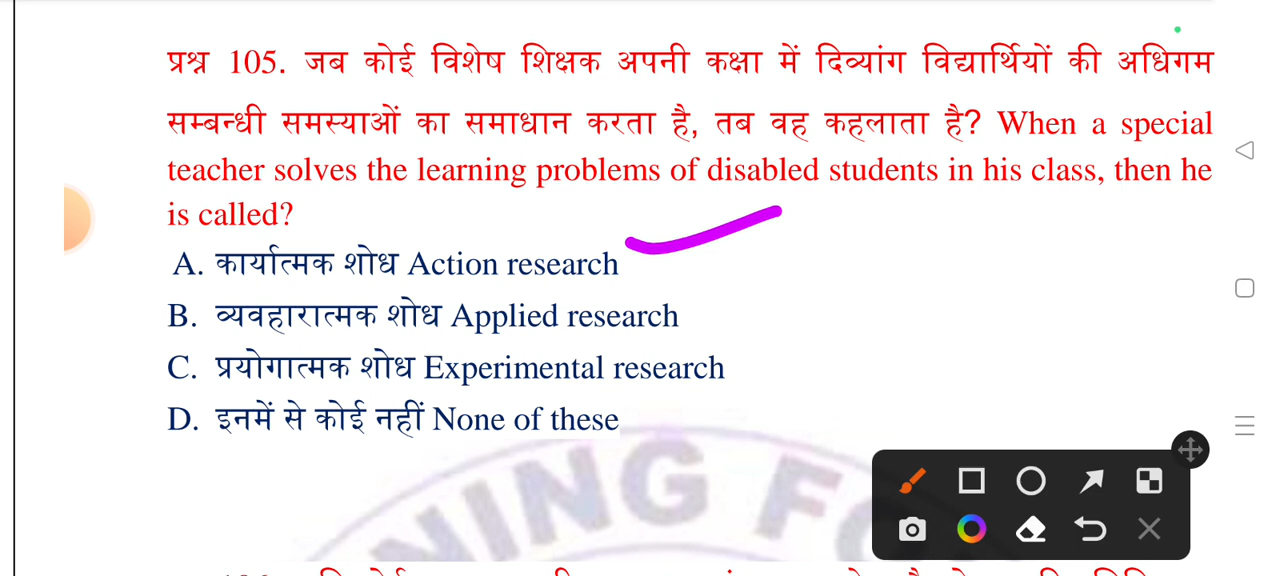 प्रश्न 105. जब कोई विशेष शिक्षक अपनी कक्षा में दिव्यांग विद्यार्थियों की अधिगम
सम्बन्धी समस्याओं का समाधान करता है, तब वह कहलाता है? When a special
teacher solves the learning problems of disabled students in his class, then he
is called?
A. कार्यात्मक शोध Action research
B. व्यवहारात्मक शोध Applied research
C. प्रयोगात्मक शोध Experimental research
D. इनमें से कोई नहीं None of these